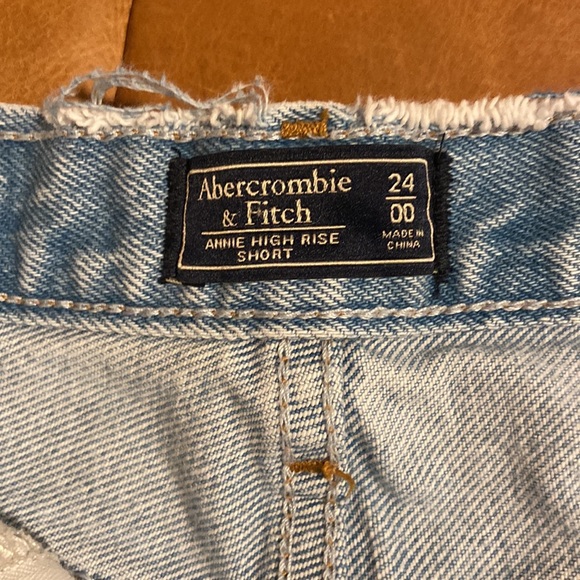 Abercrombie
& Fitch
ANNIE HIGH RISE
SHORT
24
00
MADE IN
CHINA